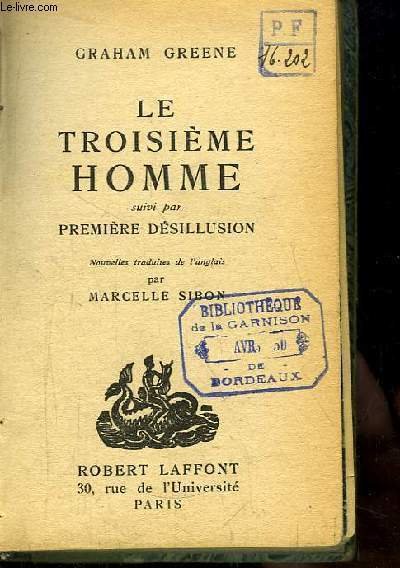 © le-livre.com
GRAHAM GREENE
P F
16.202
LE
TROISIÈME
HOMME
suivi par
PREMIÈRE DÉSILLUSION
Nouvelles traduites de l'anglais
par
MARCELLE SIBON
BIBLIOTHÈQUE
de la GARNISON
AVR 50
- DE -
BORDEAUX
ROBERT LAFFONT
30, rue de l'Université
PARIS